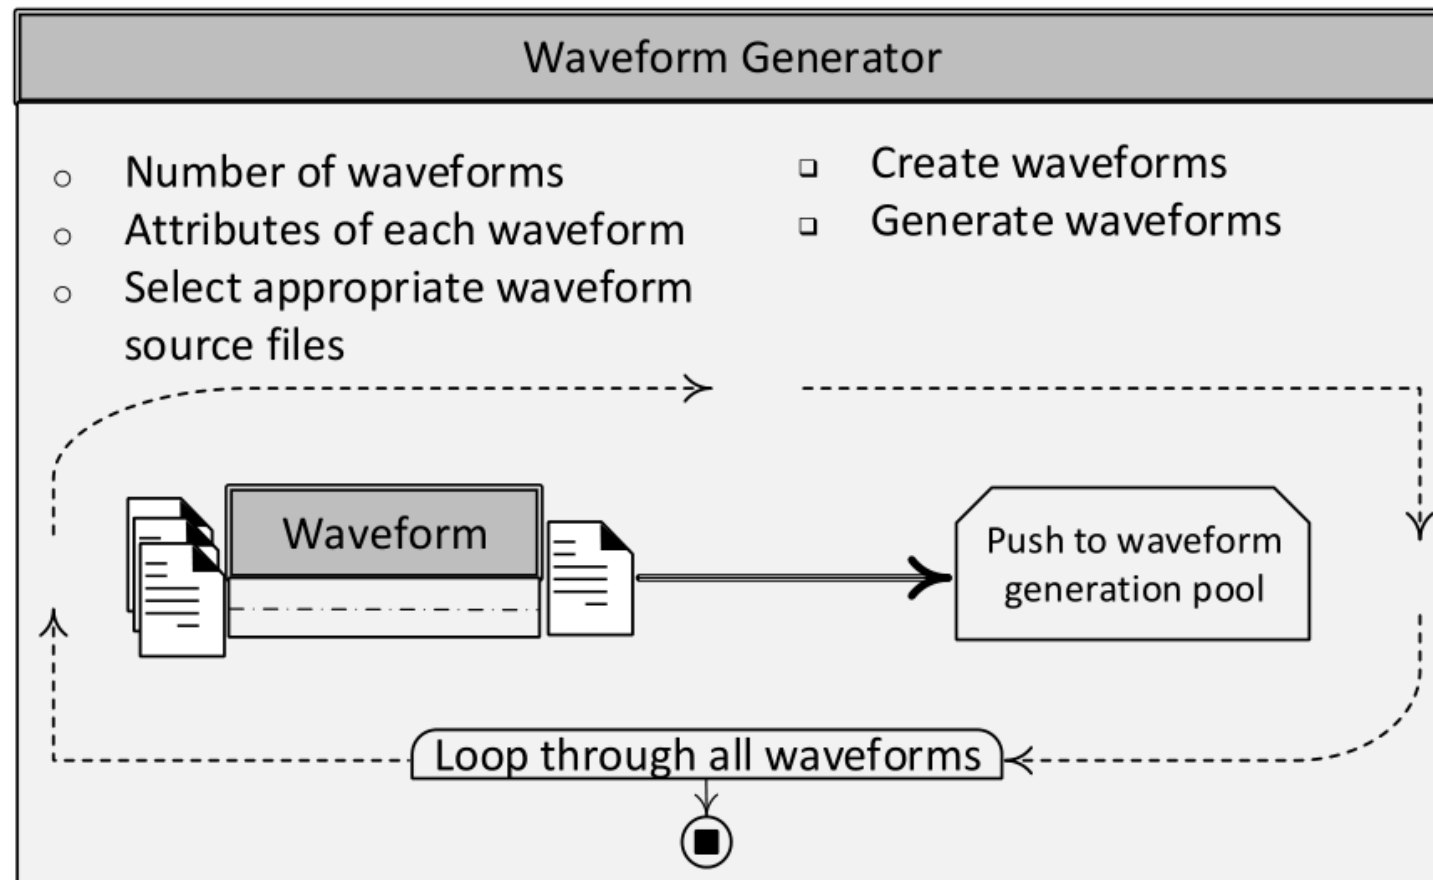 Waveform Generator
Number of waveforms
Attributes of each waveform
Select appropriate waveform
source files
Create waveforms
Generate waveforms
Waveform
Push to waveform
generation pool
Loop through all waveforms